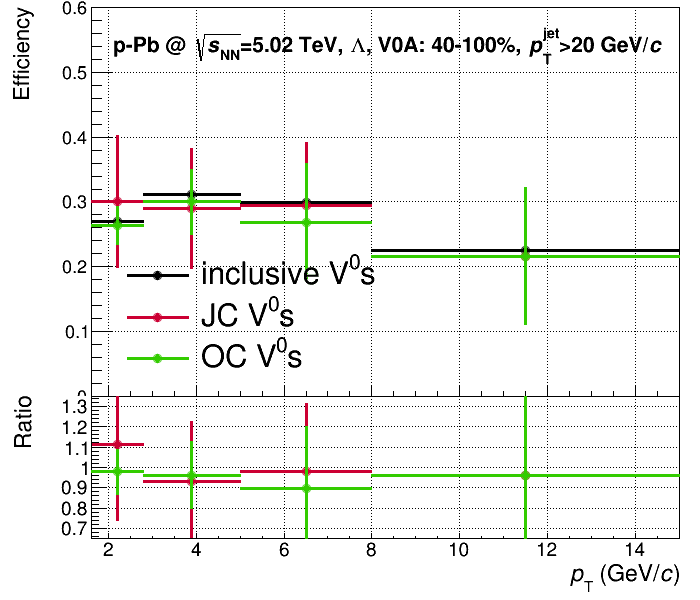 Efficiency
0.6
p-Pb @ √sNN=5.02 TeV, Λ, V0A: 40-100%, pTjet>20 GeV/c
0.5
0.4
0.3
0.2
inclusive V0s
JC V0s
0.1
OC V0s
Ratio
1.3
1.2
1.1
1
0.9
0.8
0.7
2 4 6 8 10 12 14
pT (GeV/c)